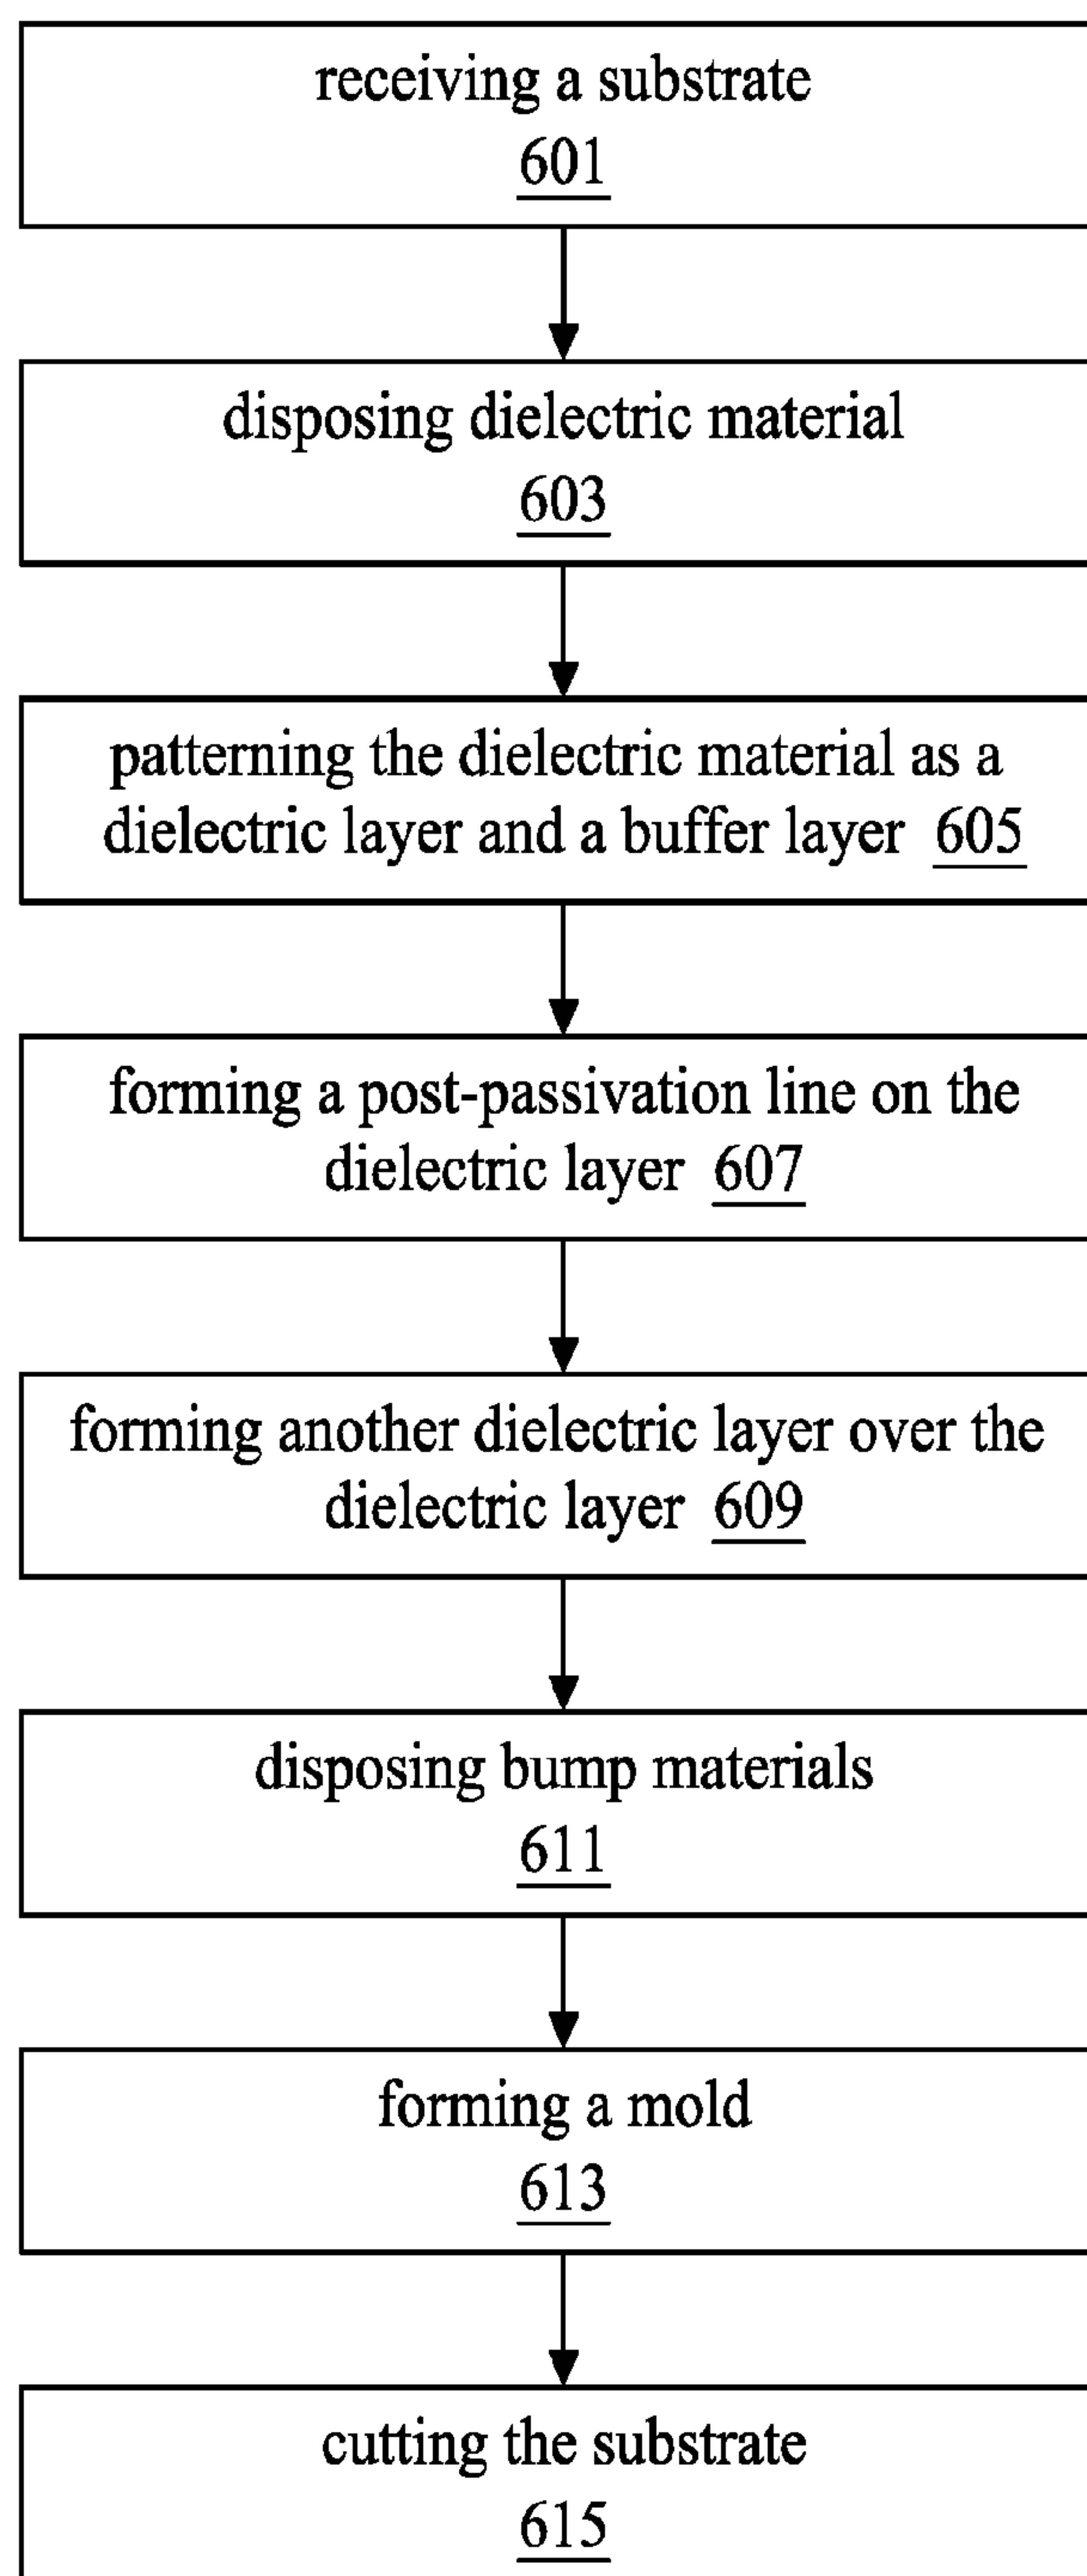 receiving a substrate
601
disposing dielectric material
603
patterning the dielectric material as a
dielectric layer and a buffer layer 605
forming a post-passivation line on the
dielectric layer 607
forming another dielectric layer over the
dielectric layer 609
disposing bump materials
611
forming a mold
613
cutting the substrate
615